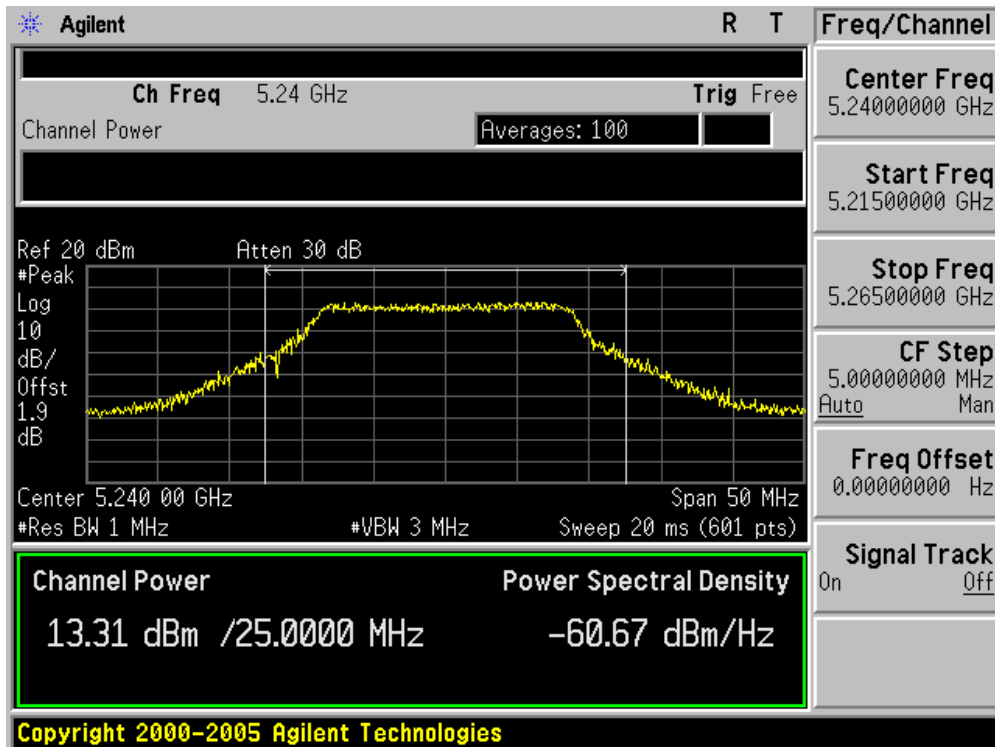 Agilent R T
Ch Freq 5.24 GHz Trig Free
Channel Power Averages: 100
Ref 20 dBm Atten 30 dB
#Peak
Log
10
dB/
Offst
1.9
dB
Center 5.240 00 GHz Span 50 MHz
#Res BW 1 MHz #VBW 3 MHz Sweep 20 ms (601 pts)
Channel Power Power Spectral Density
13.31 dBm /25.0000 MHz -60.67 dBm/Hz
Copyright 2000-2005 Agilent Technologies
Freq/Channel
Center Freq
5.24000000 GHz
Start Freq
5.21500000 GHz
Stop Freq
5.26500000 GHz
CF Step
5.00000000 MHz
Auto Man
Freq Offset
0.00000000 Hz
Signal Track
On Off